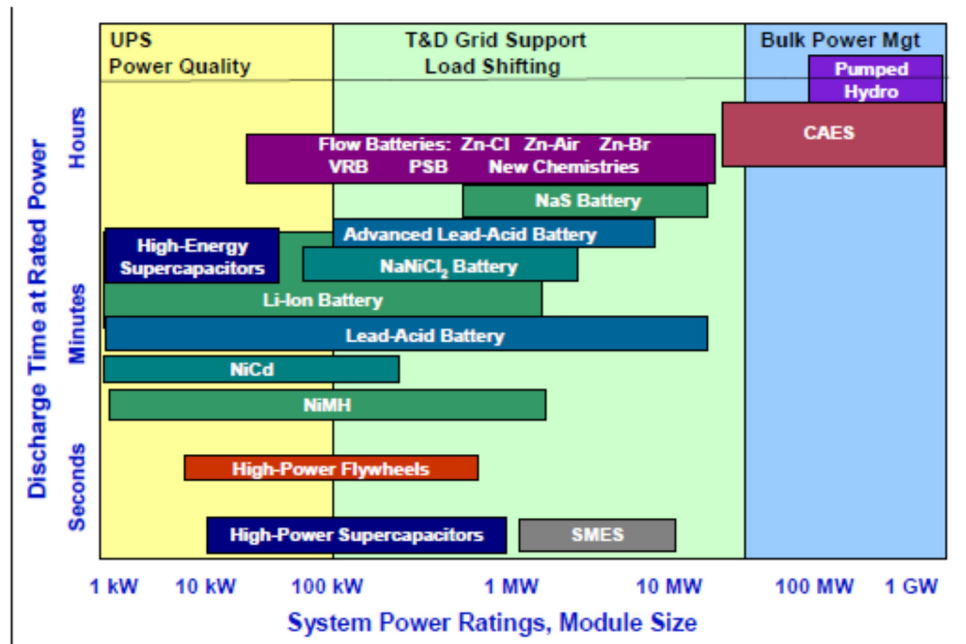 UPS
Power Quality
T&D Grid Support
Load Shifting
Bulk Power Mgt
Pumped
Hydro
CAES
Flow Batteries: Zn-Cl Zn-Air Zn-Br
VRB PSB New Chemistries
NaS Battery
Advanced Lead-Acid Battery
High-Energy
Supercapacitors
NaNiCl₂ Battery
Li-Ion Battery
Lead-Acid Battery
NiCd
NiMH
High-Power Flywheels
High-Power Supercapacitors
SMES
Discharge Time at Rated Power
Hours
Minutes
Seconds
1 kW 10 kW 100 kW 1 MW 10 MW 100 MW 1 GW
System Power Ratings, Module Size